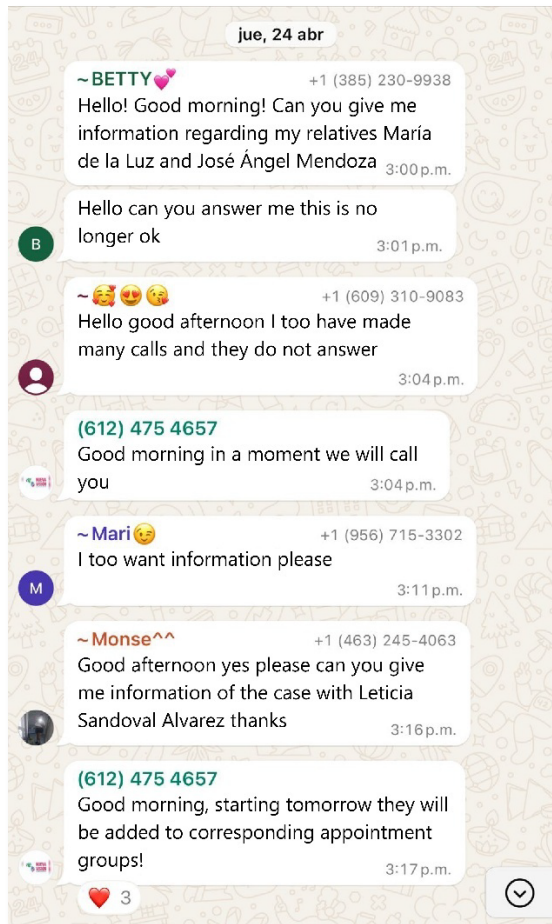 jue, 24 abr
~BETTY💕 +1 (385) 230-9938
Hello! Good morning! Can you give me
information regarding my relatives María
de la Luz and José Ángel Mendoza 3:00 p.m.
Hello can you answer me this is no
longer ok 3:01 p.m.
B
~🥰😍😘 +1 (609) 310-9083
Hello good afternoon I too have made
many calls and they do not answer
3:04 p.m.
(612) 475 4657
Good morning in a moment we will call
you 3:04 p.m.
~Mari😉 +1 (956) 715-3302
I too want information please
M
3:11 p.m.
~Monse^^ +1 (463) 245-4063
Good afternoon yes please can you give
me information of the case with Leticia
Sandoval Alvarez thanks 3:16 p.m.
(612) 475 4657
Good morning, starting tomorrow they will
be added to corresponding appointment
groups! 3:17 p.m.
❤️ 3